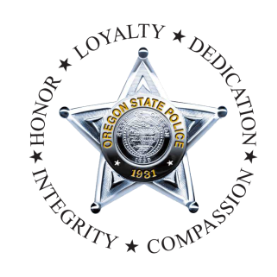 HONOR ★ LOYALTY ★ DEDICATION ★ COMPASSION ★ INTEGRITY ★
OREGON STATE POLICE
1931